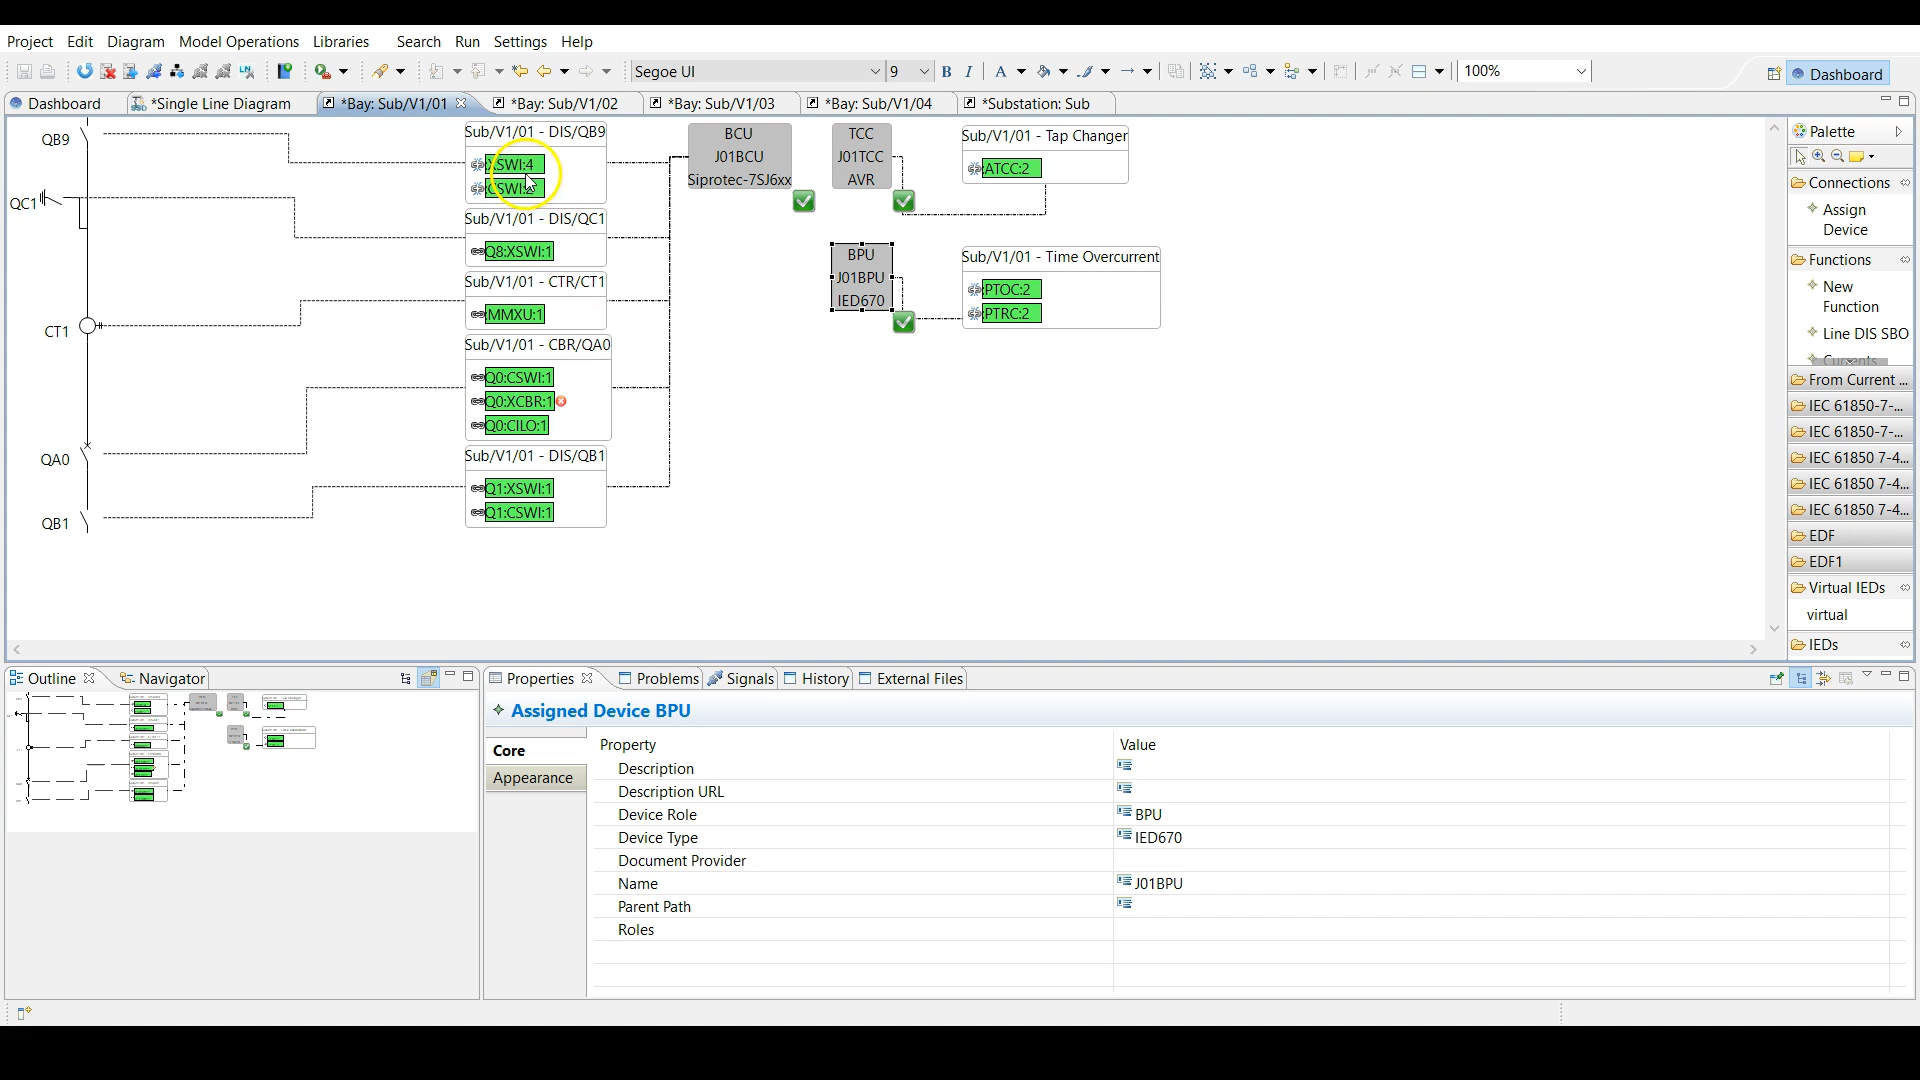 Project Edit Diagram Model Operations Libraries Search Run Settings Help
Segoe UI 9 B I A 100% Dashboard
Dashboard *Single Line Diagram *Bay: Sub/V1/01 *Bay: Sub/V1/02 *Bay: Sub/V1/03 *Bay: Sub/V1/04 *Substation: Sub
QB9
QC1
CT1
QA0
QB1
Sub/V1/01 - DIS/QB9
XSWI:4
CSWI:2
Sub/V1/01 - DIS/QC1
Q8:XSWI:1
Sub/V1/01 - CTR/CT1
MMXU:1
Sub/V1/01 - CBR/QA0
Q0:CSWI:1
Q0:XCBR:1
Q0:CILO:1
Sub/V1/01 - DIS/QB1
Q1:XSWI:1
Q1:CSWI:1
BCU
J01BCU
Siprotec-7SJ6xx
TCC
J01TCC
AVR
Sub/V1/01 - Tap Changer
ATCC:2
BPU
J01BPU
IED670
Sub/V1/01 - Time Overcurrent
PTOC:2
PTRC:2
Palette
Connections
Assign
Device
Functions
New
Function
Line DIS SBO
From Current ...
IEC 61850-7-...
IEC 61850-7-...
IEC 61850 7-4...
IEC 61850 7-4...
IEC 61850 7-4...
EDF
EDF1
Virtual IEDs
virtual
IEDs
Outline Navigator
Properties Problems Signals History External Files
Assigned Device BPU
Core
Appearance
Property Value
Description
Description URL
Device Role BPU
Device Type IED670
Document Provider
Name J01BPU
Parent Path
Roles